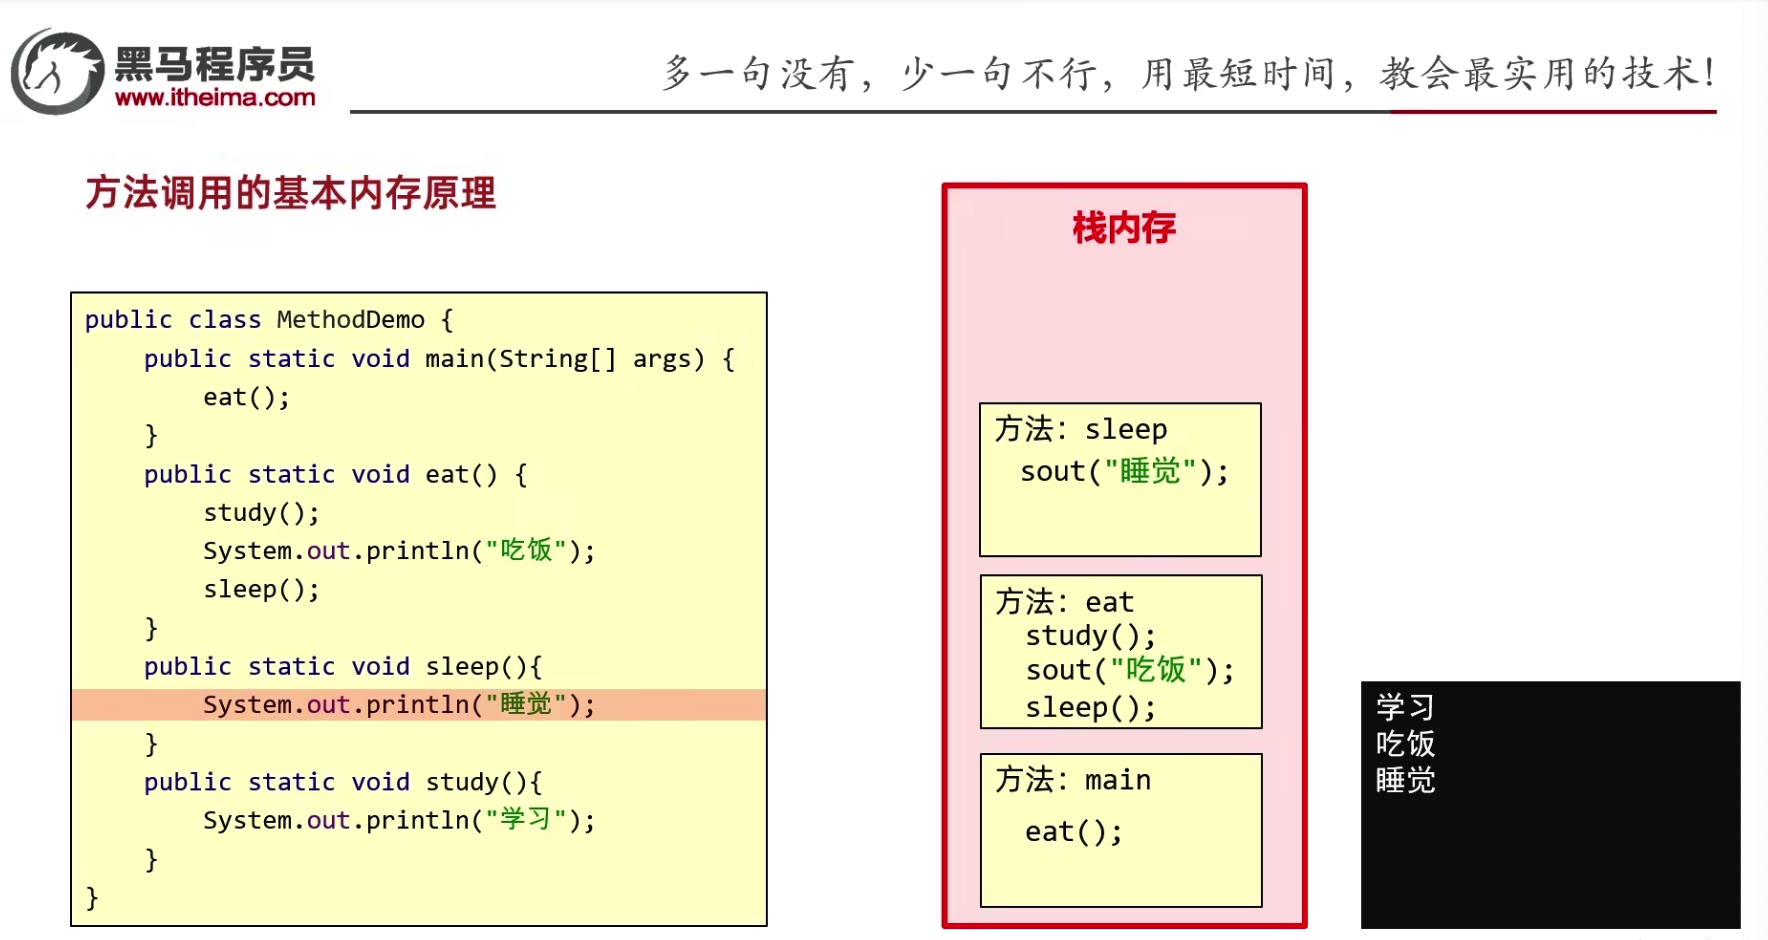 黑马程序员
www.itheima.com
多一句没有，少一句不行，用最短时间，教会最实用的技术！
方法调用的基本内存原理
public class MethodDemo {
    public static void main(String[] args) {
        eat();
    }
    public static void eat() {
        study();
        System.out.println("吃饭");
        sleep();
    }
    public static void sleep(){
        System.out.println("睡觉");
    }
    public static void study(){
        System.out.println("学习");
    }
}
栈内存
方法：sleep
sout("睡觉");
方法：eat
study();
sout("吃饭");
sleep();
方法：main
eat();
学习
吃饭
睡觉